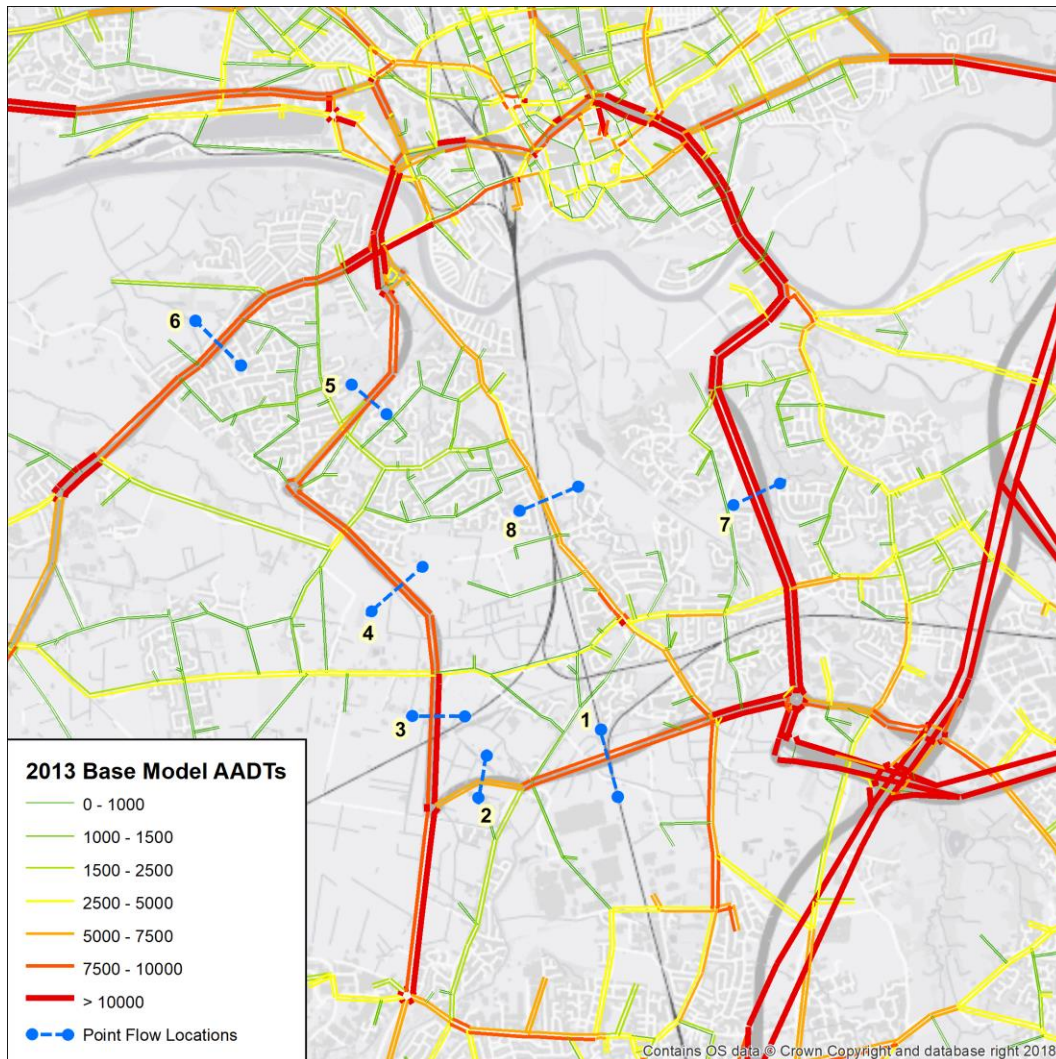 6
5
8
7
4
1
3
2
2013 Base Model AADTs
0 - 1000
1000 - 1500
1500 - 2500
2500 - 5000
5000 - 7500
7500 - 10000
> 10000
Point Flow Locations
Contains OS data © Crown Copyright and database right 2018